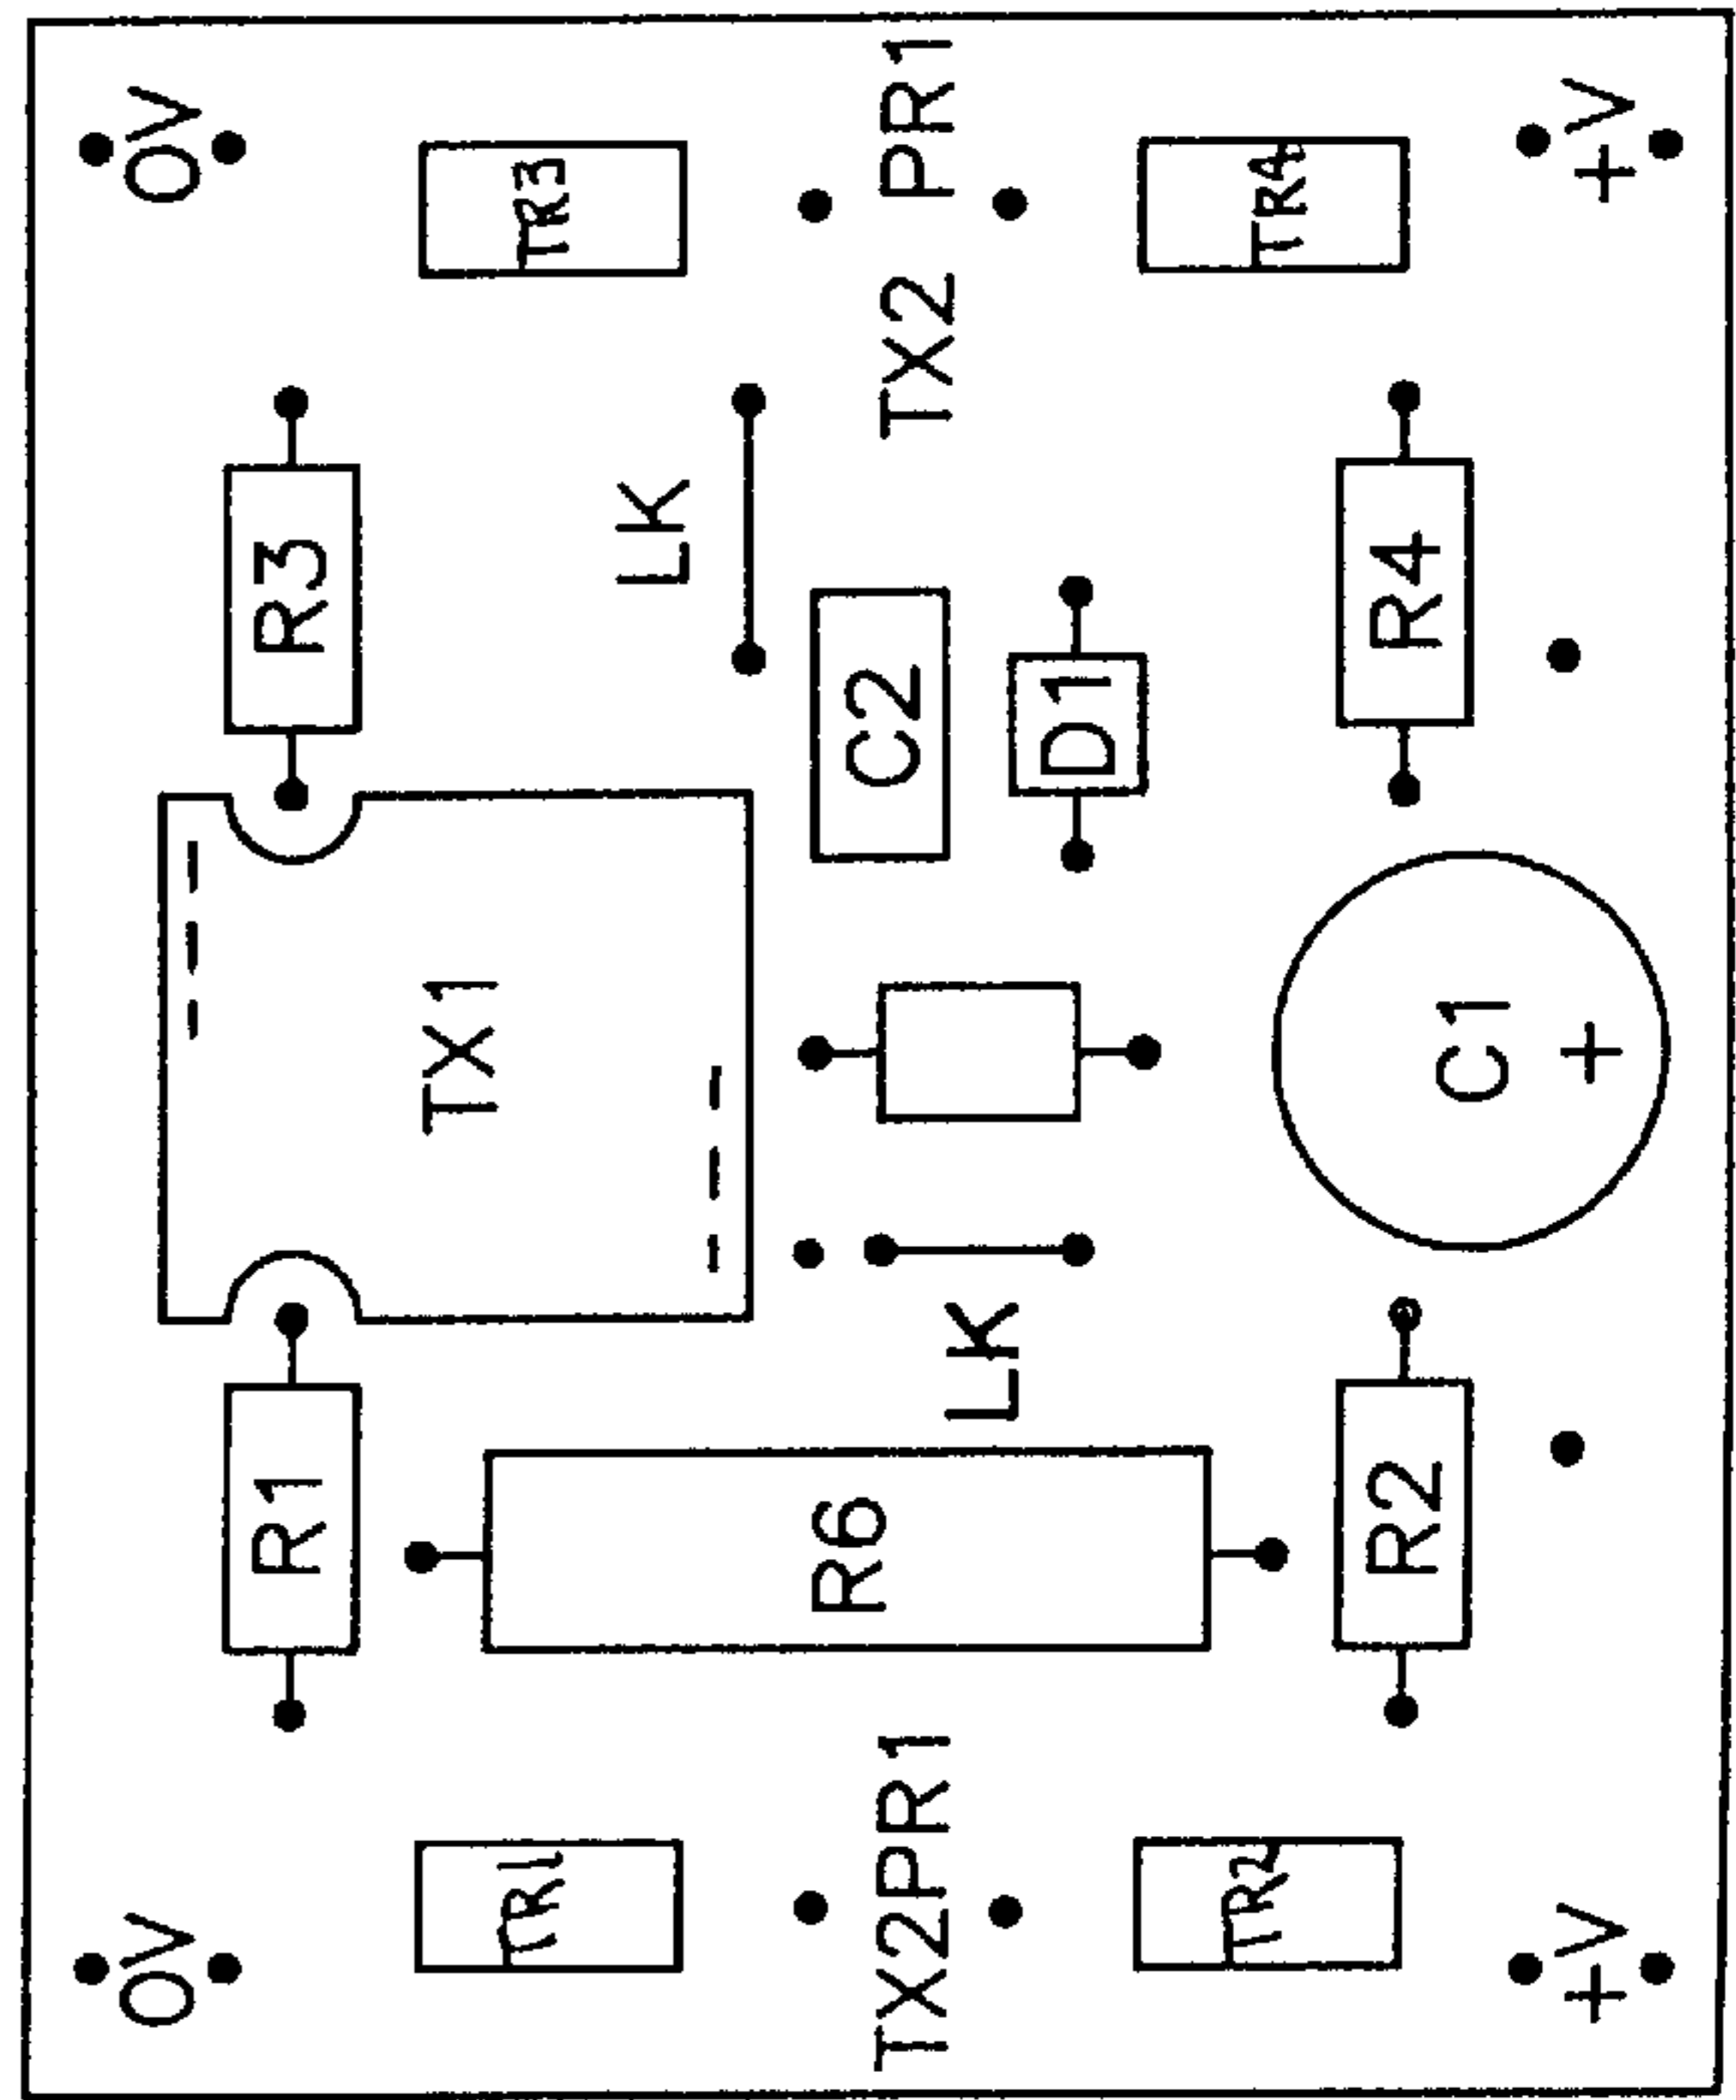 0V
0V
R1
R3
TX1
TR1
TR3
LK
R6
C2
TX2PR1
TX2 PR1
LK
D1
TR2
TR4
R2
R4
C1
+
+V
+V